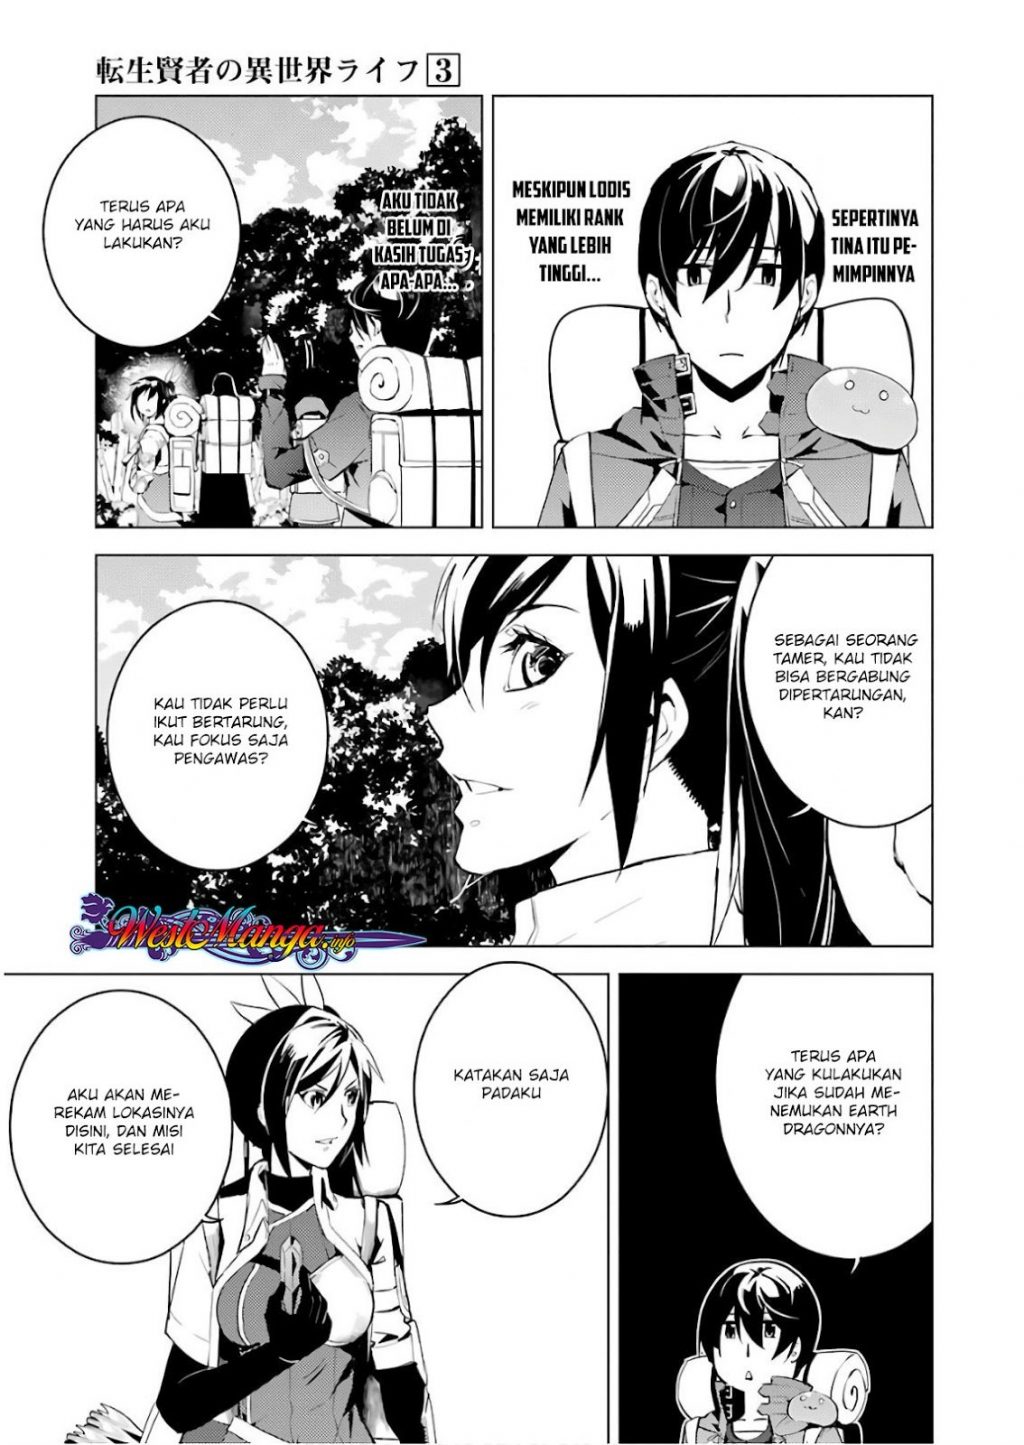 転生賢者の異世界ライフ 3
SEPERTINYA
TINA ITU PE-
MIMPINNYA
MESKIPUN LODIS
MEMILIKI RANK
YANG LEBIH
TINGGI...
AKU TIDAK
BELUM DI
KASIH TUGAS
APA-APA...
TERUS APA
YANG HARUS AKU
LAKUKAN?
SEBAGAI SEORANG
TAMER, KAU TIDAK
BISA BERGABUNG
DIPERTARUNGAN,
KAN?
KAU TIDAK PERLU
IKUT BERTARUNG,
KAU FOKUS SAJA
PENGAWAS?
WestManga.info
TERUS APA
YANG KULAKUKAN
JIKA SUDAH ME-
NEMUKAN EARTH
DRAGONNYA?
KATAKAN SAJA
PADAKU
AKU AKAN ME-
REKAM LOKASINYA
DISINI, DAN MISI
KITA SELESAI